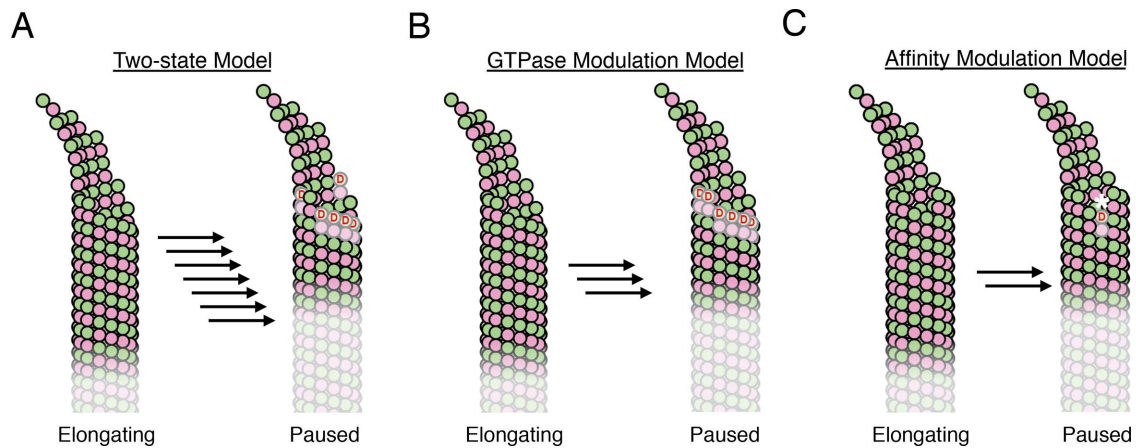 A
Two-state Model
D
D
D
D
D
D
Elongating
Paused
B
GTPase Modulation Model
D
D
D
D
D
D
Elongating
Paused
C
Affinity Modulation Model
*
D
Elongating
Paused